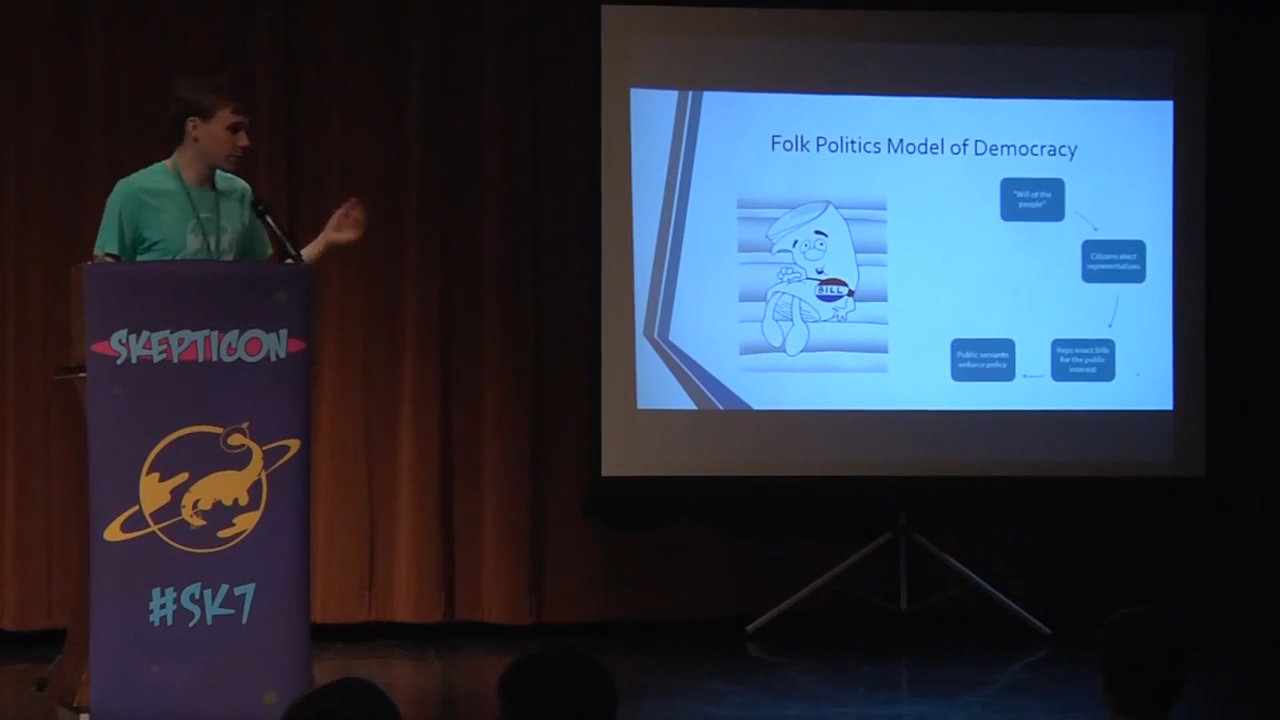 SKEPTICON
#SK7
Folk Politics Model of Democracy
BILL
"Will of the
people"
Citizens elect
representatives
Reps enact bills
for the public
interest
Public servants
enforce policy